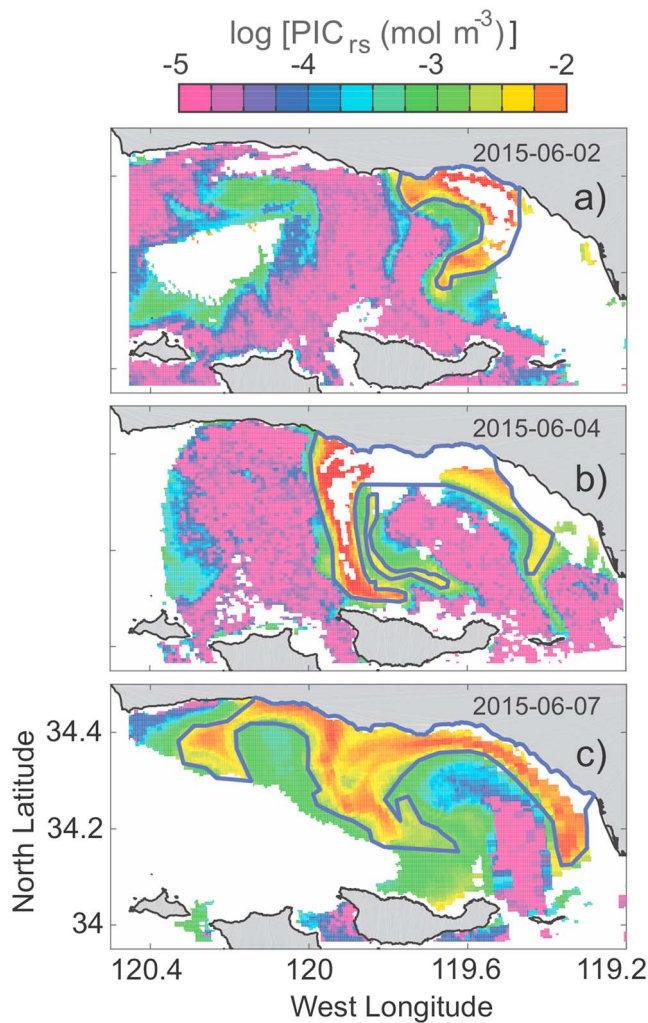 log [PIC rs (mol m-3)]
-5 -4 -3 -2
2015-06-02
a)
2015-06-04
b)
2015-06-07
c)
34.4
34.2
34
North Latitude
120.4 120 119.6 119.2
West Longitude